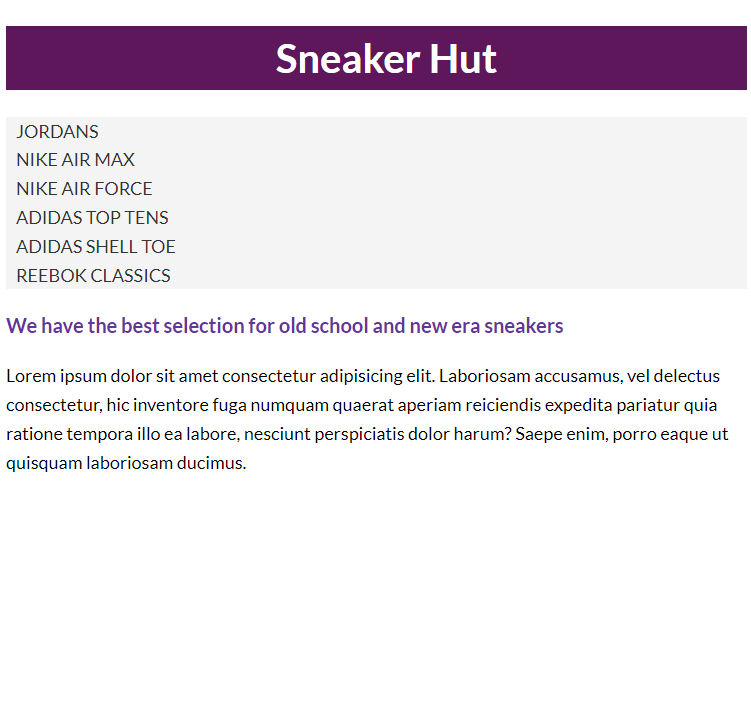 Sneaker Hut
JORDANS
NIKE AIR MAX
NIKE AIR FORCE
ADIDAS TOP TENS
ADIDAS SHELL TOE
REEBOK CLASSICS
We have the best selection for old school and new era sneakers
Lorem ipsum dolor sit amet consectetur adipisicing elit. Laboriosam accusamus, vel delectus
consectetur, hic inventore fuga numquam quaerat aperiam reiciendis expedita pariatur quia
ratione tempora illo ea labore, nesciunt perspiciatis dolor harum? Saepe enim, porro eaque ut
quisquam laboriosam ducimus.